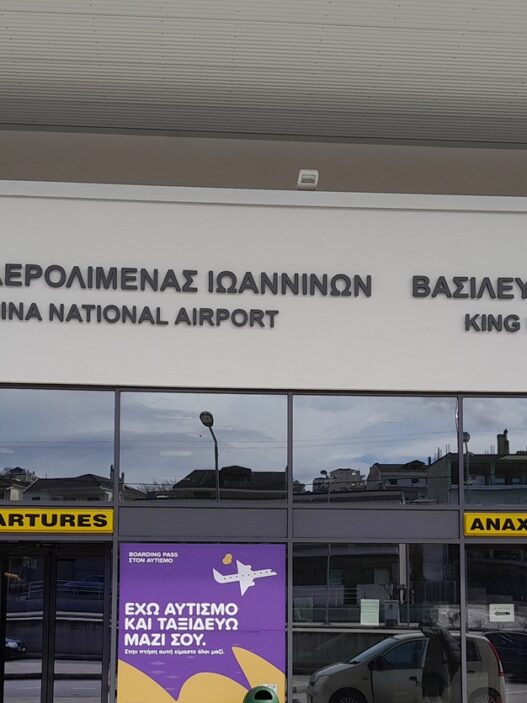 ΑΕΡΟΛΙΜΕΝΑΣ ΙΩΑΝΝΙΝΩΝ
INA NATIONAL AIRPORT
ΒΑΣΙΛΕΥ
KING
ARTURES
ΑΝΑΧ
BOARDING PASS
ΣΤΟΝ ΑΥΤΙΣΜΟ
ΕΧΩ ΑΥΤΙΣΜΟ
ΚΑΙ ΤΑΞΙΔΕΥΩ
ΜΑΖΙ ΣΟΥ.
Στην πτήση αυτή είμαστε όλοι μαζί.